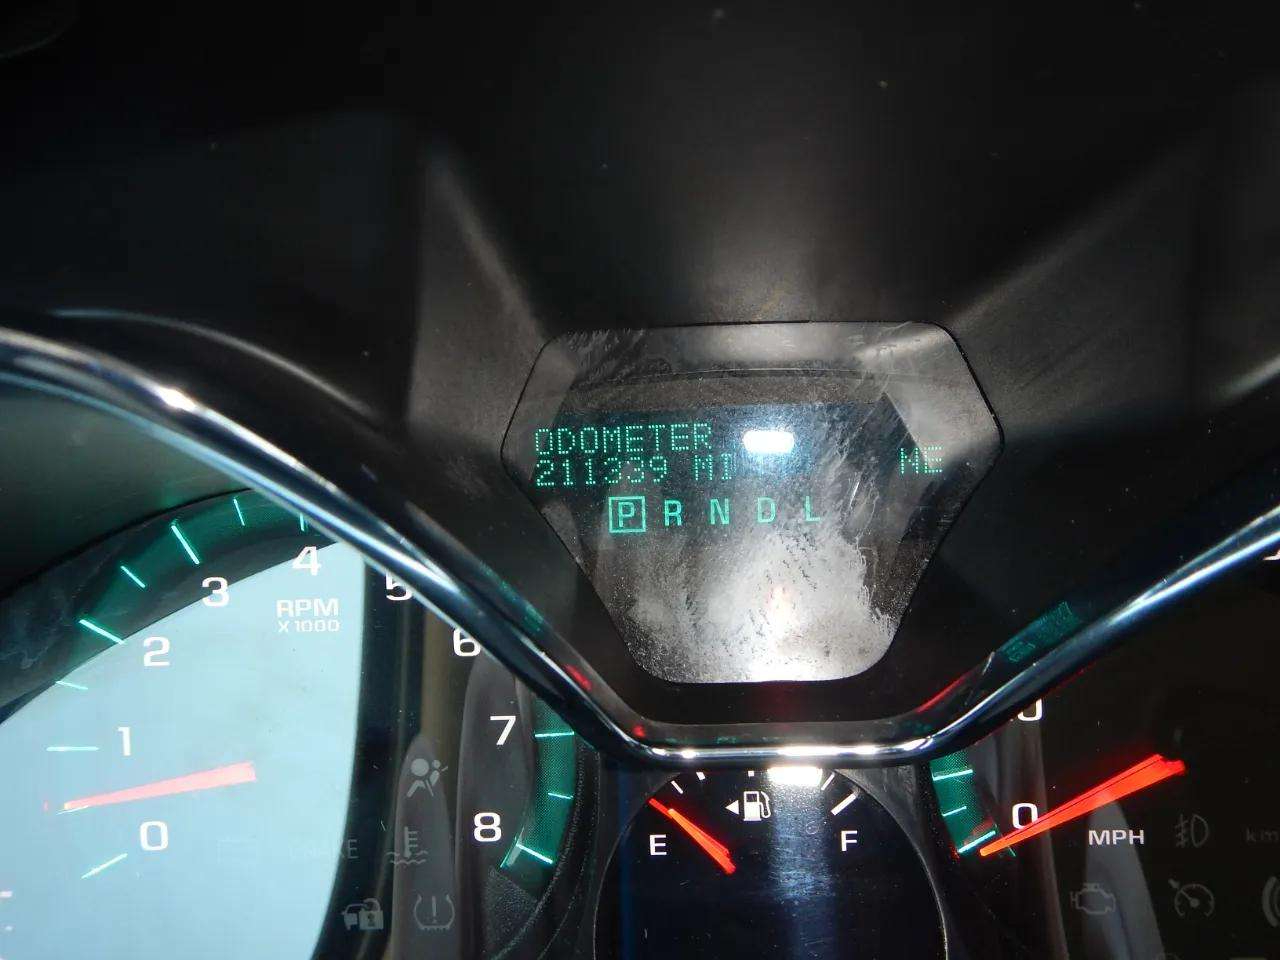 ODOMETER
211339 MI
ME
P R N D L
4
3
5
RPM
X1000
2
6
1
7
0
8
E
F
0
MPH